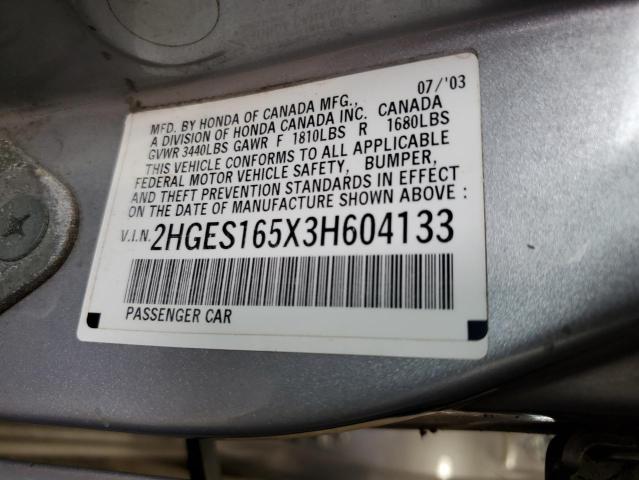 07/'03
MFD. BY HONDA OF CANADA MFG.,
A DIVISION OF HONDA CANADA INC. CANADA
GVWR 3440LBS GAWR F 1810LBS R 1680LBS
THIS VEHICLE CONFORMS TO ALL APPLICABLE
FEDERAL MOTOR VEHICLE SAFETY, BUMPER,
AND THEFT PREVENTION STANDARDS IN EFFECT
ON THE DATE OF MANUFACTURE SHOWN ABOVE :
V.I.N. 2HGES165X3H604133
PASSENGER CAR